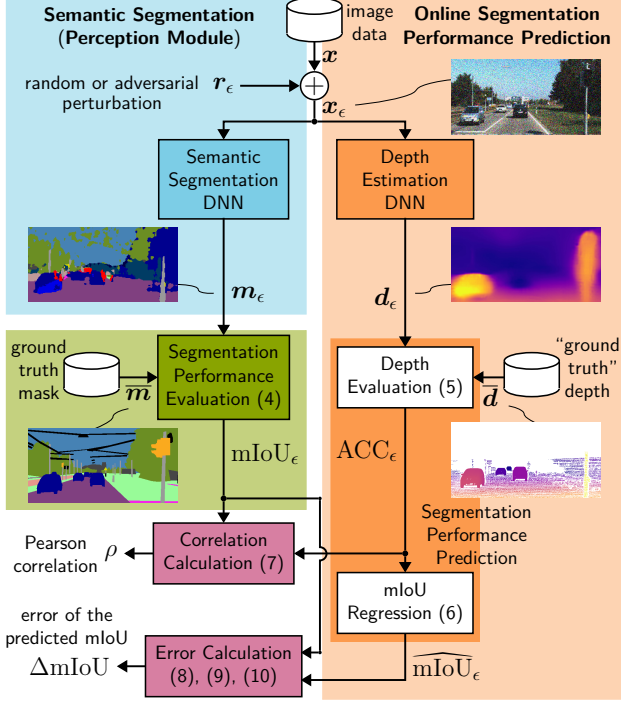 Semantic Segmentation
(Perception Module)
image
data
Online Segmentation
Performance Prediction
x
random or adversarial
perturbation
r_ϵ
x_ϵ
Semantic
Segmentation
DNN
Depth
Estimation
DNN
m_ϵ
d_ϵ
ground
truth
mask
m̅
Segmentation
Performance
Evaluation (4)
Depth
Evaluation (5)
d̅
“ground
truth”
depth
mIoU_ϵ
ACC_ϵ
Segmentation
Performance
Prediction
Pearson
correlation
ρ
Correlation
Calculation (7)
mIoU
Regression (6)
error of the
predicted mIoU
ΔmIoU
Error Calculation
(8), (9), (10)
\widehat{mIoU}_ϵ